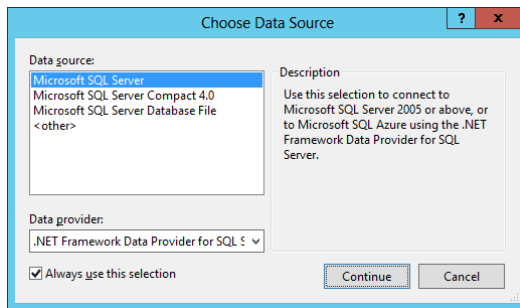 Choose Data Source
?
x
Data source:
Microsoft SQL Server
Microsoft SQL Server Compact 4.0
Microsoft SQL Server Database File
<other>
Description
Use this selection to connect to
Microsoft SQL Server 2005 or above, or
to Microsoft SQL Azure using the .NET
Framework Data Provider for SQL
Server.
Data provider:
.NET Framework Data Provider for SQL S
Always use this selection
Continue
Cancel